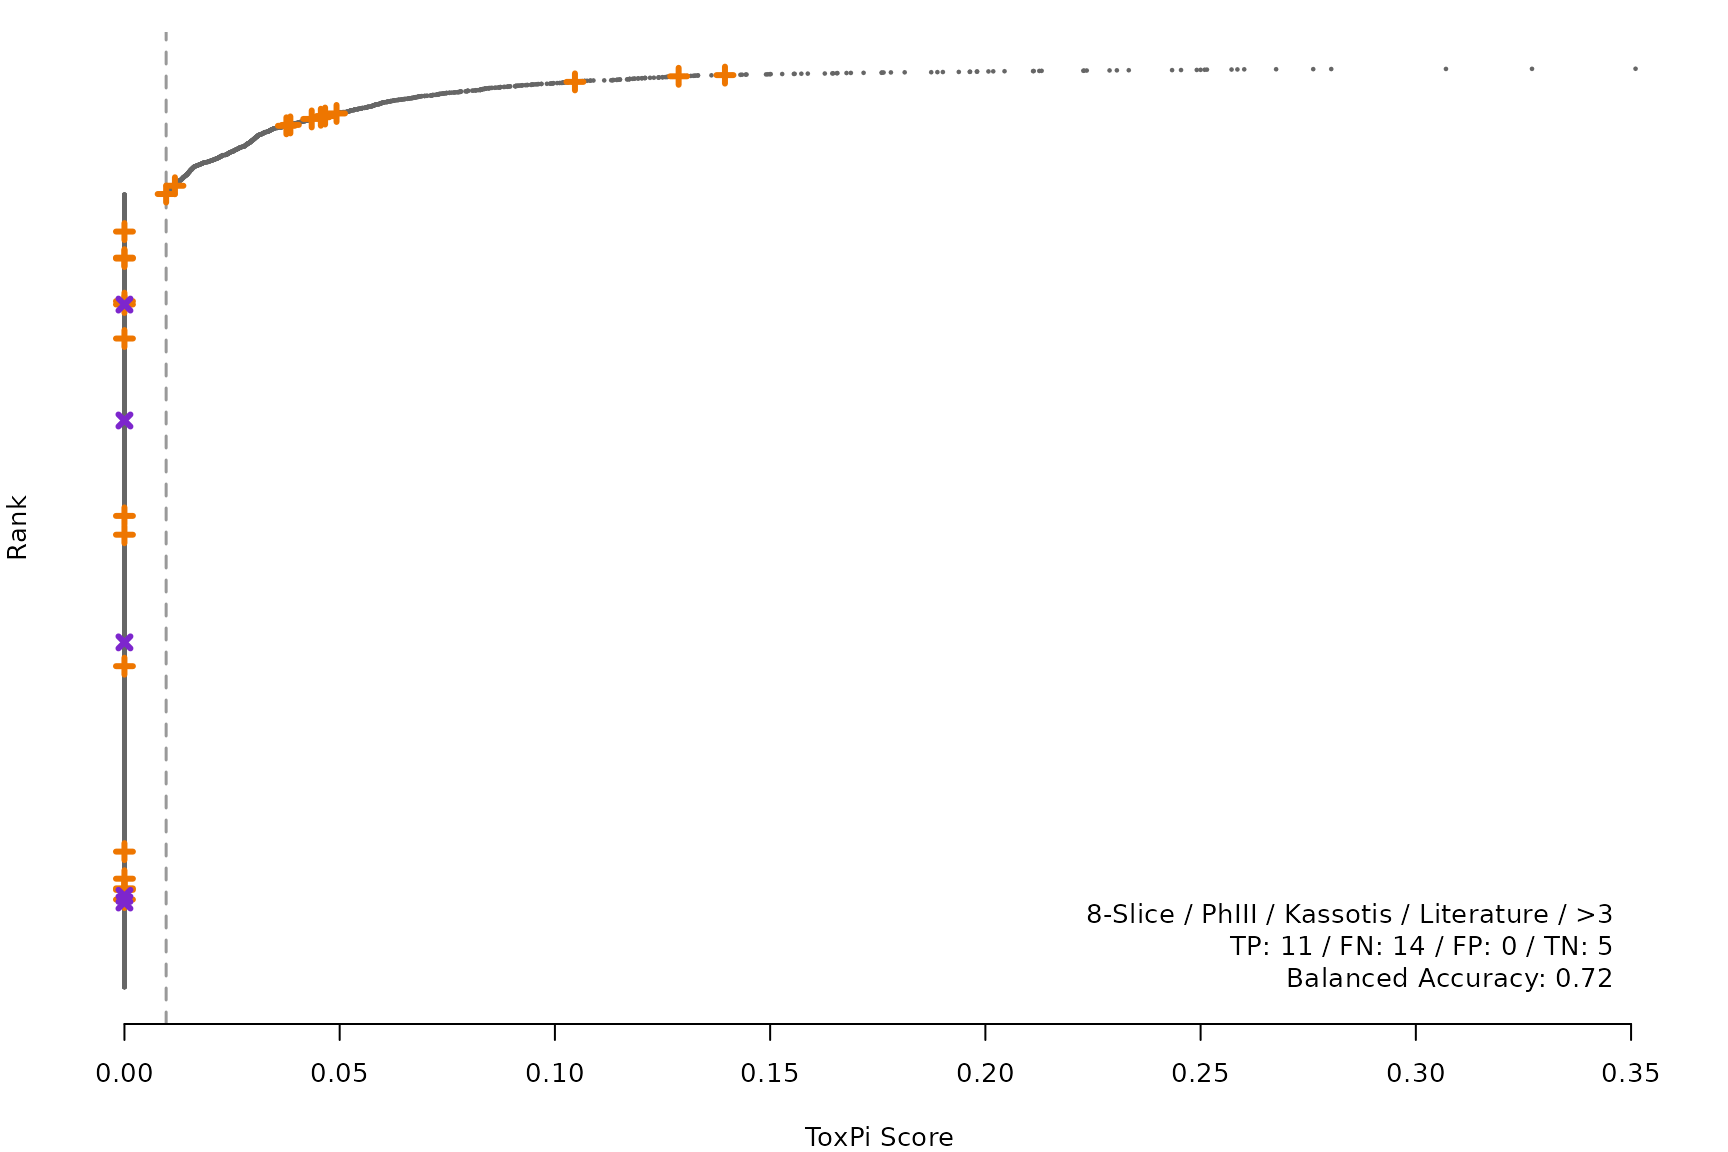 Rank
8-Slice / PhIII / Kassotis / Literature / >3
TP: 11 / FN: 14 / FP: 0 / TN: 5
Balanced Accuracy: 0.72
0.00 0.05 0.10 0.15 0.20 0.25 0.30 0.35
ToxPi Score